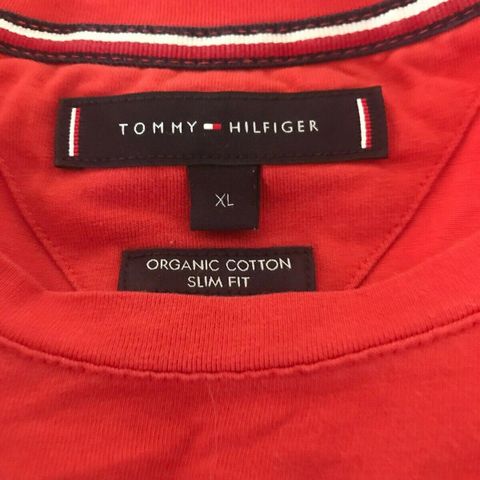 TOMMY HILFIGER
XL
ORGANIC COTTON
SLIM FIT